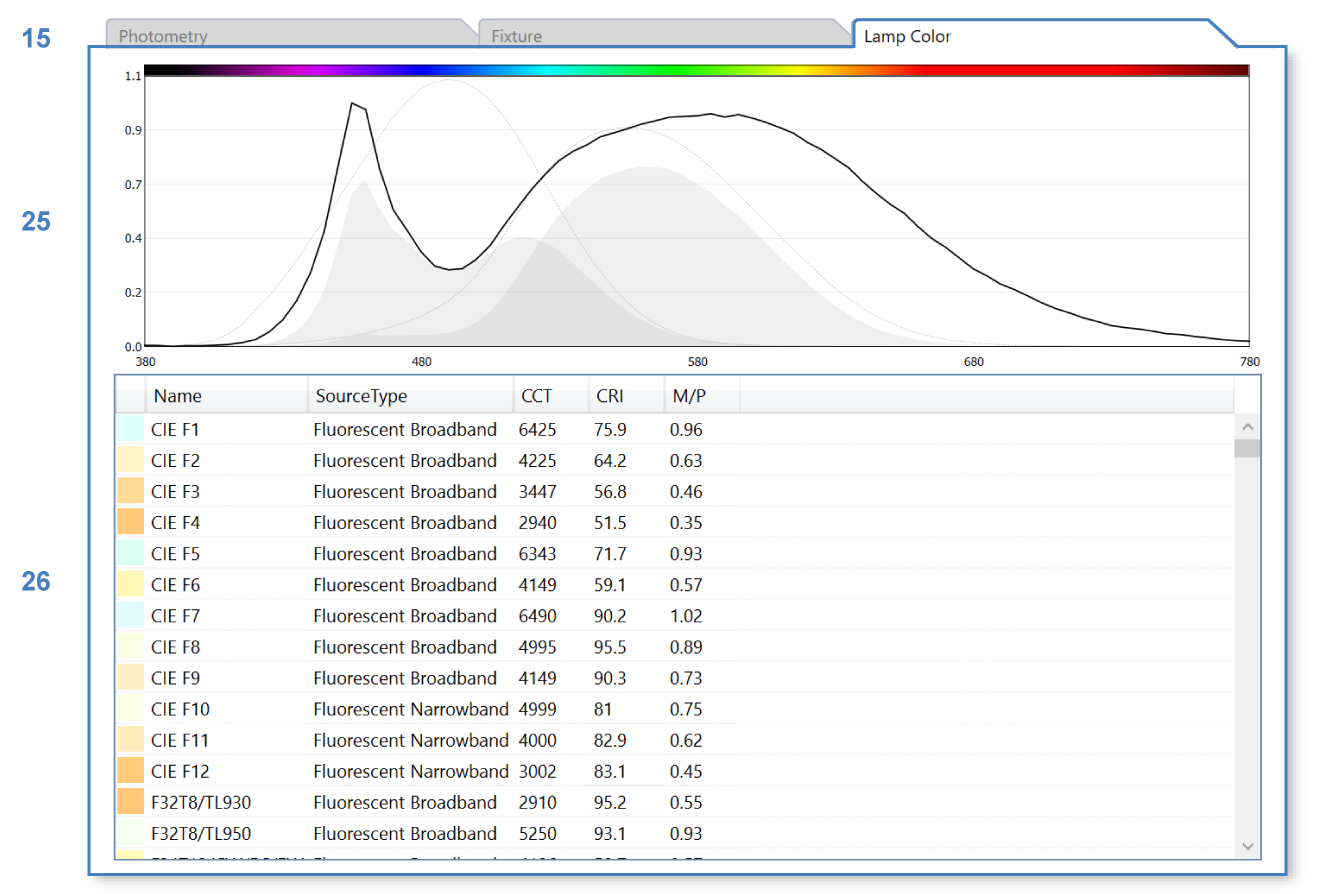 15
Photometry Fixture Lamp Color
1.1
0.9
0.7
25
0.4
0.2
0.0
380 480 580 680 780
Name SourceType CCT CRI M/P
CIE F1 Fluorescent Broadband 6425 75.9 0.96
CIE F2 Fluorescent Broadband 4225 64.2 0.63
CIE F3 Fluorescent Broadband 3447 56.8 0.46
CIE F4 Fluorescent Broadband 2940 51.5 0.35
CIE F5 Fluorescent Broadband 6343 71.7 0.93
26
CIE F6 Fluorescent Broadband 4149 59.1 0.57
CIE F7 Fluorescent Broadband 6490 90.2 1.02
CIE F8 Fluorescent Broadband 4995 95.5 0.89
CIE F9 Fluorescent Broadband 4149 90.3 0.73
CIE F10 Fluorescent Narrowband 4999 81 0.75
CIE F11 Fluorescent Narrowband 4000 82.9 0.62
CIE F12 Fluorescent Narrowband 3002 83.1 0.45
F32T8/TL930 Fluorescent Broadband 2910 95.2 0.55
F32T8/TL950 Fluorescent Broadband 5250 93.1 0.93